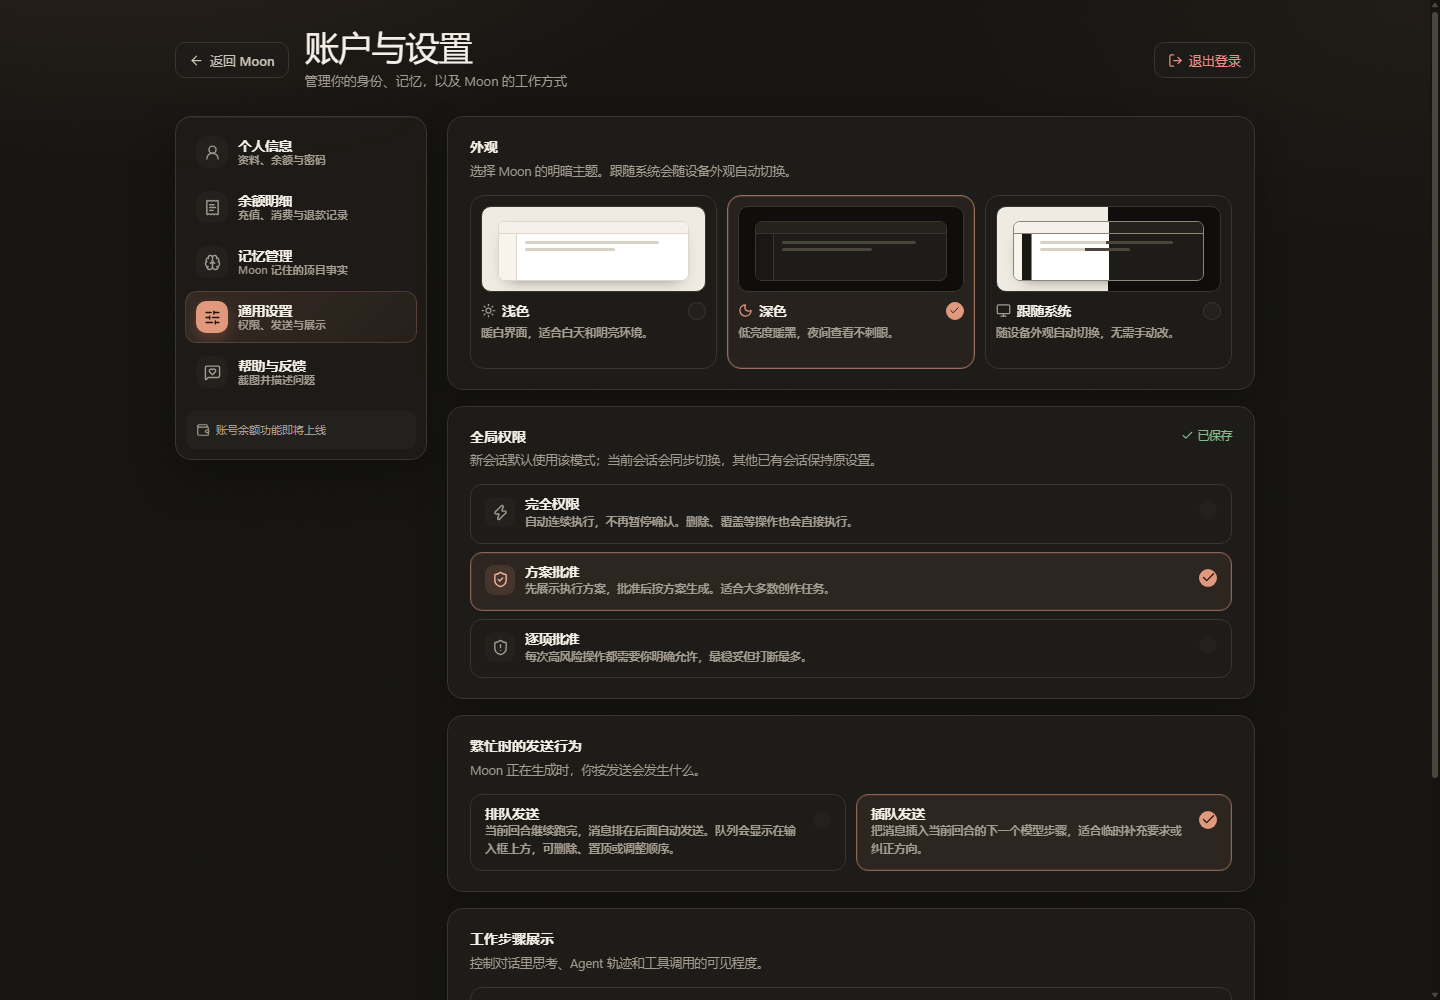 返回 Moon
账户与设置
管理你的身份、记忆，以及 Moon 的工作方式
退出登录
个人信息
资料、余额与密码
余额明细
充值、消费与退款记录
记忆管理
Moon 记住的项目事实
通用设置
权限、发送与展示
帮助与反馈
截图并描述问题
账号余额功能即将上线
外观
选择 Moon 的明暗主题。跟随系统会随设备外观自动切换。
浅色
暖白界面，适合白天和明亮环境。
深色
低亮度暖黑，夜间查看不刺眼。
跟随系统
随设备外观自动切换，无需手动改。
全局权限
已保存
新会话默认使用该模式；当前会话会同步切换，其他已有会话保持原设置。
完全权限
自动连续执行，不再暂停确认。删除、覆盖等操作也会直接执行。
方案批准
先展示执行方案，批准后按方案生成。适合大多数创作任务。
逐项批准
每次高风险操作都需要你明确允许，最稳妥但打断最多。
繁忙时的发送行为
Moon 正在生成时，你按发送会发生什么。
排队发送
当前回合继续跑完，消息排在后面自动发送。队列会显示在输
入框上方，可删除、置顶或调整顺序。
插队发送
把消息插入当前回合的下一个模型步骤，适合临时补充要求或
纠正方向。
工作步骤展示
控制对话里思考、Agent 轨迹和工具调用的可见程度。